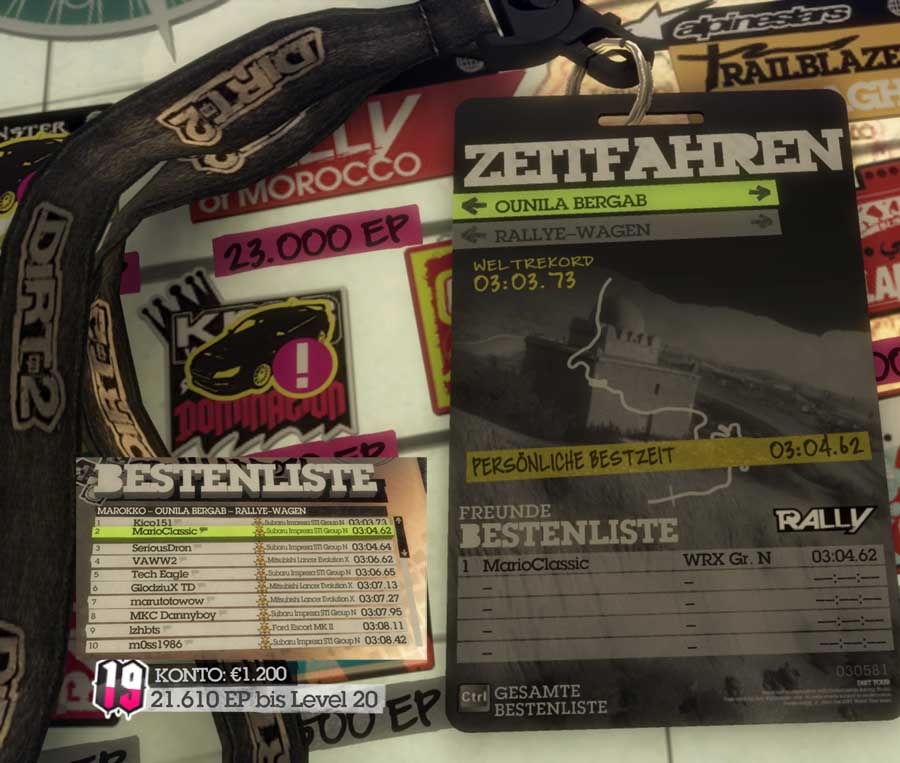 alpinestars
TRAILBLAZE
DIRT2
RALLY
OF MOROCCO
23.000 EP
DIRT2
DOMINATION
ZEITFAHREN
OUNILA BERGAB
RALLYE-WAGEN
WELTREKORD
03:03.73
PERSÖNLICHE BESTZEIT 03:04.62
RALLY
FREUNDE
BESTENLISTE
1 MarioClassic WRX Gr. N 03:04.62
– --:--.--
– --:--.--
– --:--.--
– --:--.--
030581
DIRT TOUR
Ctrl GESAMTE
BESTENLISTE
BESTENLISTE
MAROKKO – OUNILA BERGAB – RALLYE-WAGEN
1 Kico151 Subaru Impreza STI Group N 03:03.73
2 MarioClassic Subaru Impreza STI Group N 03:04.62
3 SeriousDron Subaru Impreza STI Group N 03:04.64
4 VAWW2 Mitsubishi Lancer Evolution X 03:06.62
5 Tech Eagle Subaru Impreza STI Group N 03:06.65
6 GlodziuX TD Mitsubishi Lancer Evolution X 03:07.13
7 marutotowow Mitsubishi Lancer Evolution X 03:07.27
8 MKC Dannyboy Subaru Impreza STI Group N 03:07.95
9 lzhbts Ford Escort MK II 03:08.11
10 m0ss1986 Subaru Impreza STI Group N 03:08.42
19 KONTO: €1.200
21.610 EP bis Level 20
500 EP